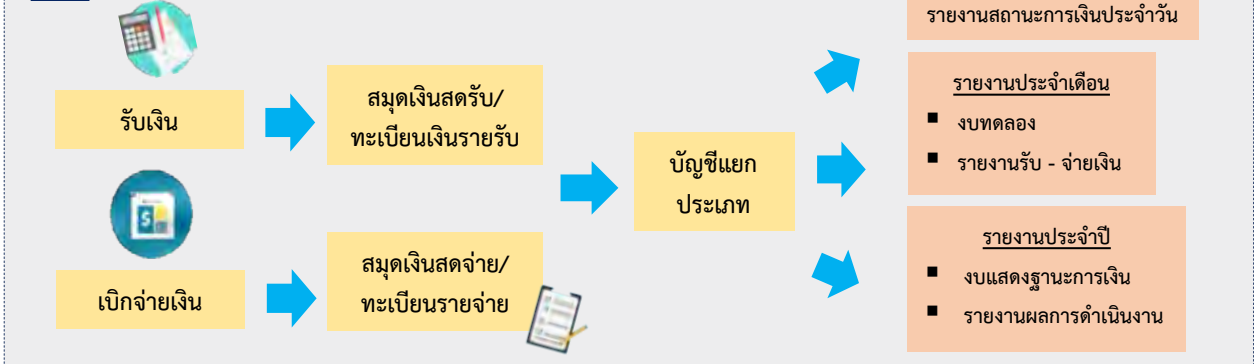 รับเงิน
สมุดเงินสดรับ/
ทะเบียนเงินรายรับ
เบิกจ่ายเงิน
สมุดเงินสดจ่าย/
ทะเบียนรายจ่าย
บัญชีแยก
ประเภท
รายงานสถานะการเงินประจำวัน
รายงานประจำเดือน
▪ งบทดลอง
▪ รายงานรับ - จ่ายเงิน
รายงานประจำปี
▪ งบแสดงฐานะการเงิน
▪ รายงานผลการดำเนินงาน